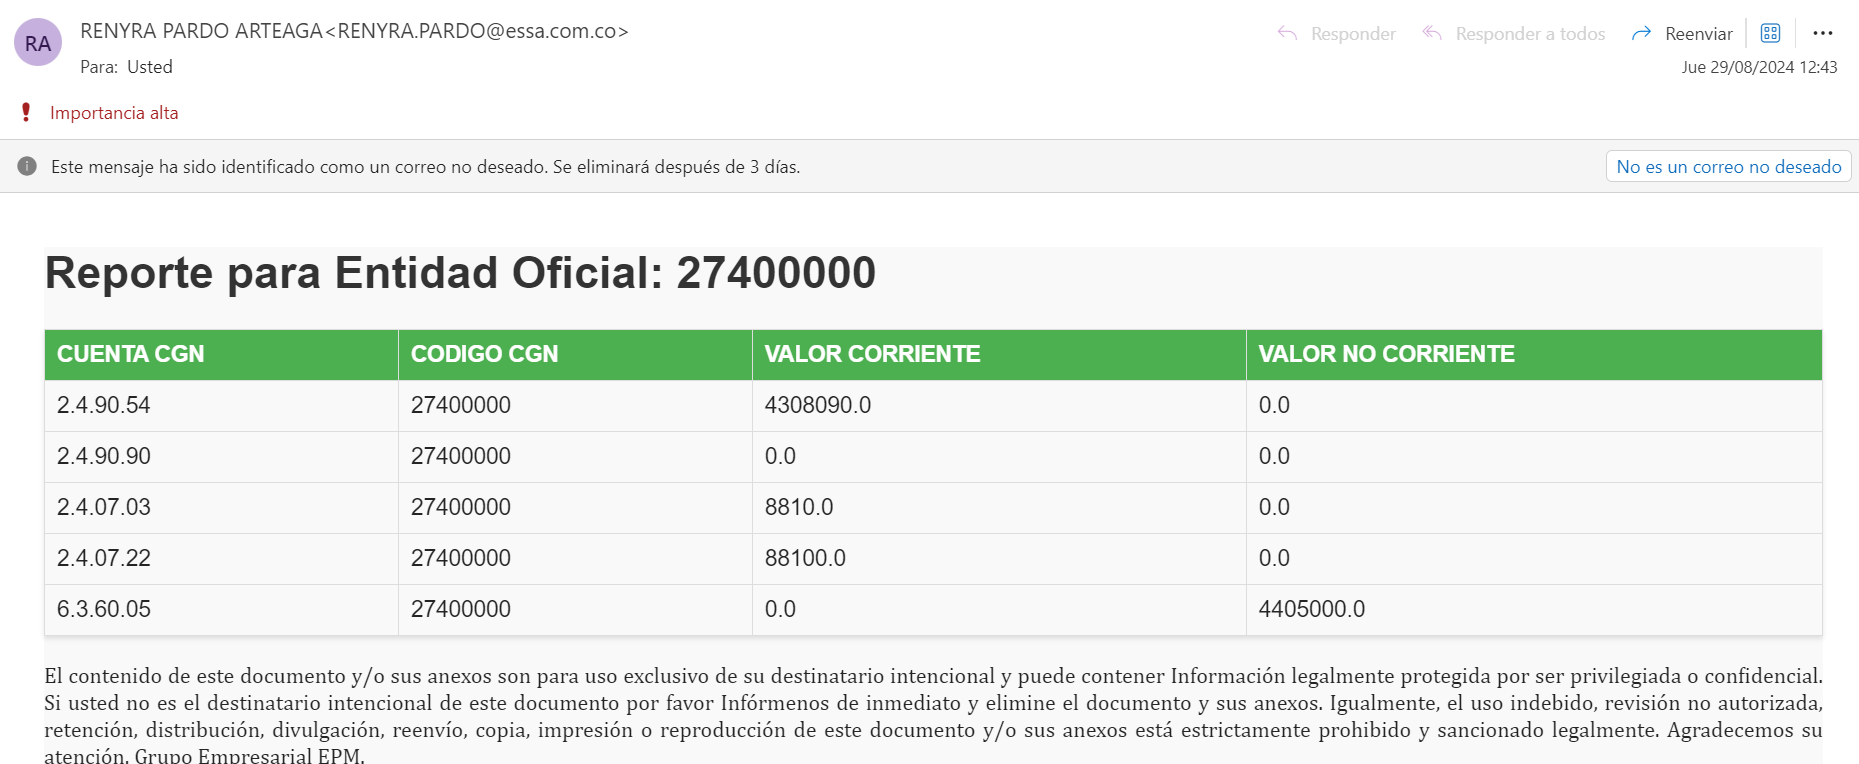 RENYRA PARDO ARTEAGA<RENYRA.PARDO@essa.com.co>
RA
Para: Usted
Responder Responder a todos Reenviar
Jue 29/08/2024 12:43
Importancia alta
Este mensaje ha sido identificado como un correo no deseado. Se eliminará después de 3 días.
No es un correo no deseado
Reporte para Entidad Oficial: 27400000
CUENTA CGN CODIGO CGN VALOR CORRIENTE VALOR NO CORRIENTE
2.4.90.54 27400000 4308090.0 0.0
2.4.90.90 27400000 0.0 0.0
2.4.07.03 27400000 8810.0 0.0
2.4.07.22 27400000 88100.0 0.0
6.3.60.05 27400000 0.0 4405000.0
El contenido de este documento y/o sus anexos son para uso exclusivo de su destinatario intencional y puede contener Información legalmente protegida por ser privilegiada o confidencial.
Si usted no es el destinatario intencional de este documento por favor Infórmenos de inmediato y elimine el documento y sus anexos. Igualmente, el uso indebido, revisión no autorizada,
retención, distribución, divulgación, reenvío, copia, impresión o reproducción de este documento y/o sus anexos está estrictamente prohibido y sancionado legalmente. Agradecemos su
atención. Grupo Empresarial EPM.